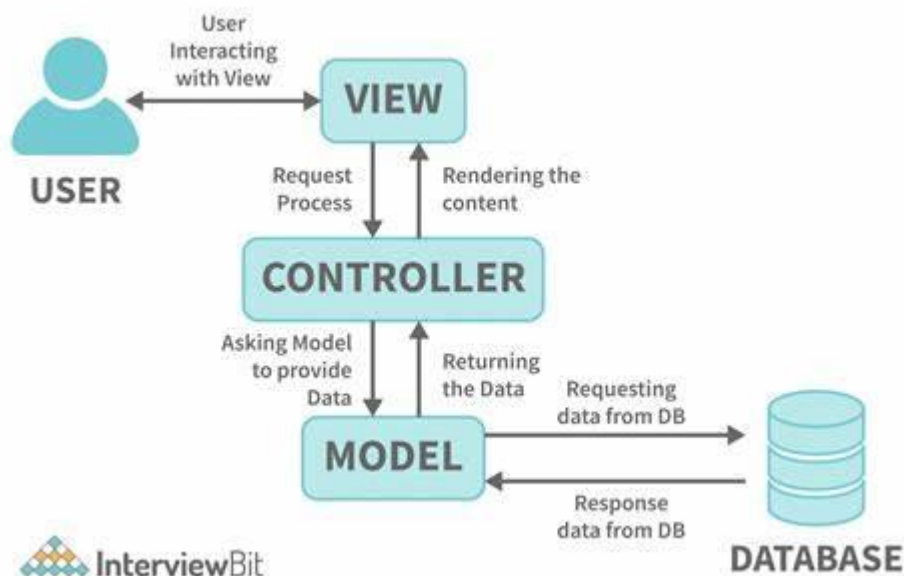 User
Interacting
with View
VIEW
USER
Request
Process
Rendering the
content
CONTROLLER
Asking Model
to provide
Data
Returning
the Data
Requesting
data from DB
MODEL
Response
data from DB
InterviewBit
DATABASE